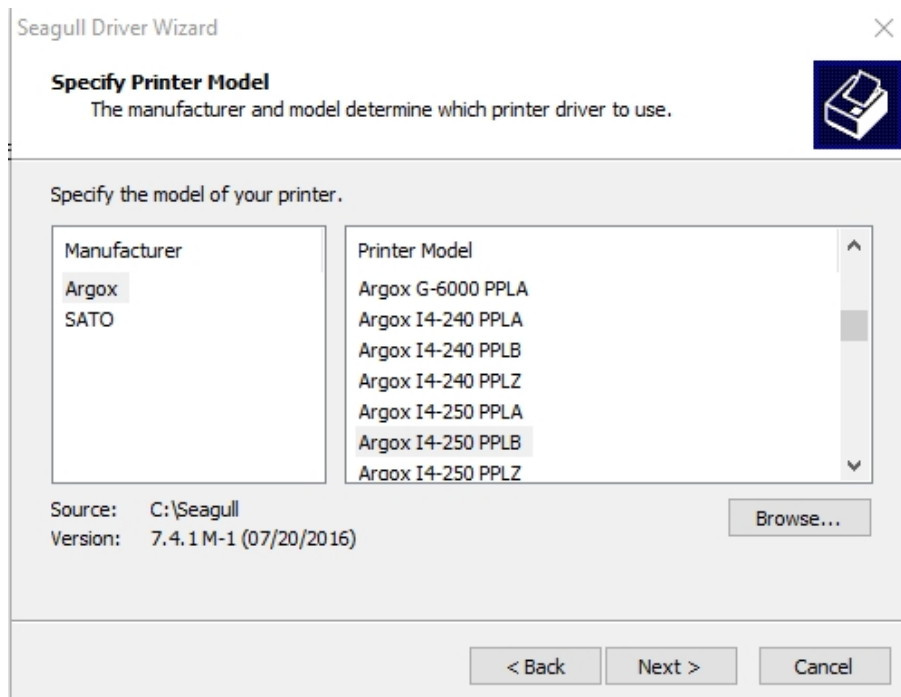 Seagull Driver Wizard
Specify Printer Model
The manufacturer and model determine which printer driver to use.
Specify the model of your printer.
Manufacturer
Argox
SATO
Printer Model
Argox G-6000 PPLA
Argox I4-240 PPLA
Argox I4-240 PPLB
Argox I4-240 PPLZ
Argox I4-250 PPLA
Argox I4-250 PPLB
Argox I4-250 PPLZ
Source: C:\Seagull
Version: 7.4.1 M-1 (07/20/2016)
Browse...
< Back
Next >
Cancel